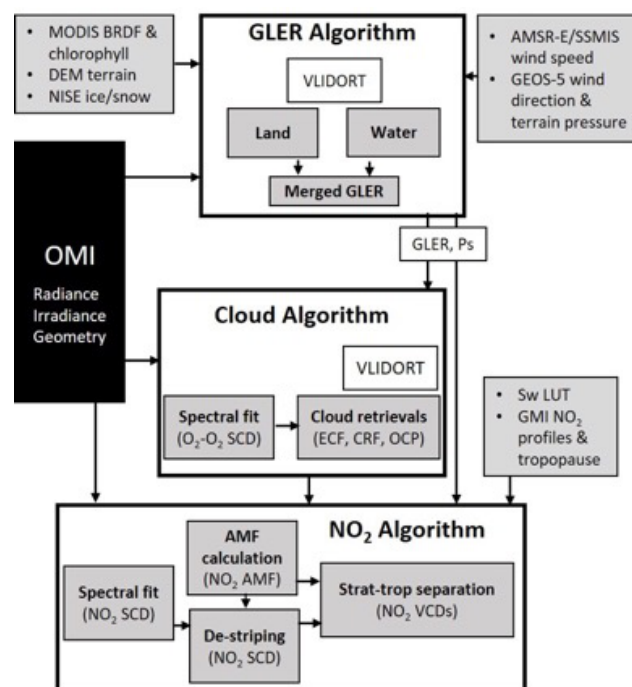 • MODIS BRDF &
chlorophyll
• DEM terrain
• NISE ice/snow
GLER Algorithm
VLIDORT
Land
Water
Merged GLER
• AMSR-E/SSMIS
wind speed
• GEOS-5 wind
direction &
terrain pressure
OMI
Radiance
Irradiance
Geometry
GLER, Ps
Cloud Algorithm
VLIDORT
Spectral fit
(O₂-O₂ SCD)
Cloud retrievals
(ECF, CRF, OCP)
• Sw LUT
• GMI NO₂
profiles &
tropopause
NO₂ Algorithm
AMF
calculation
(NO₂ AMF)
Spectral fit
(NO₂ SCD)
De-striping
(NO₂ SCD)
Strat-trop separation
(NO₂ VCDs)